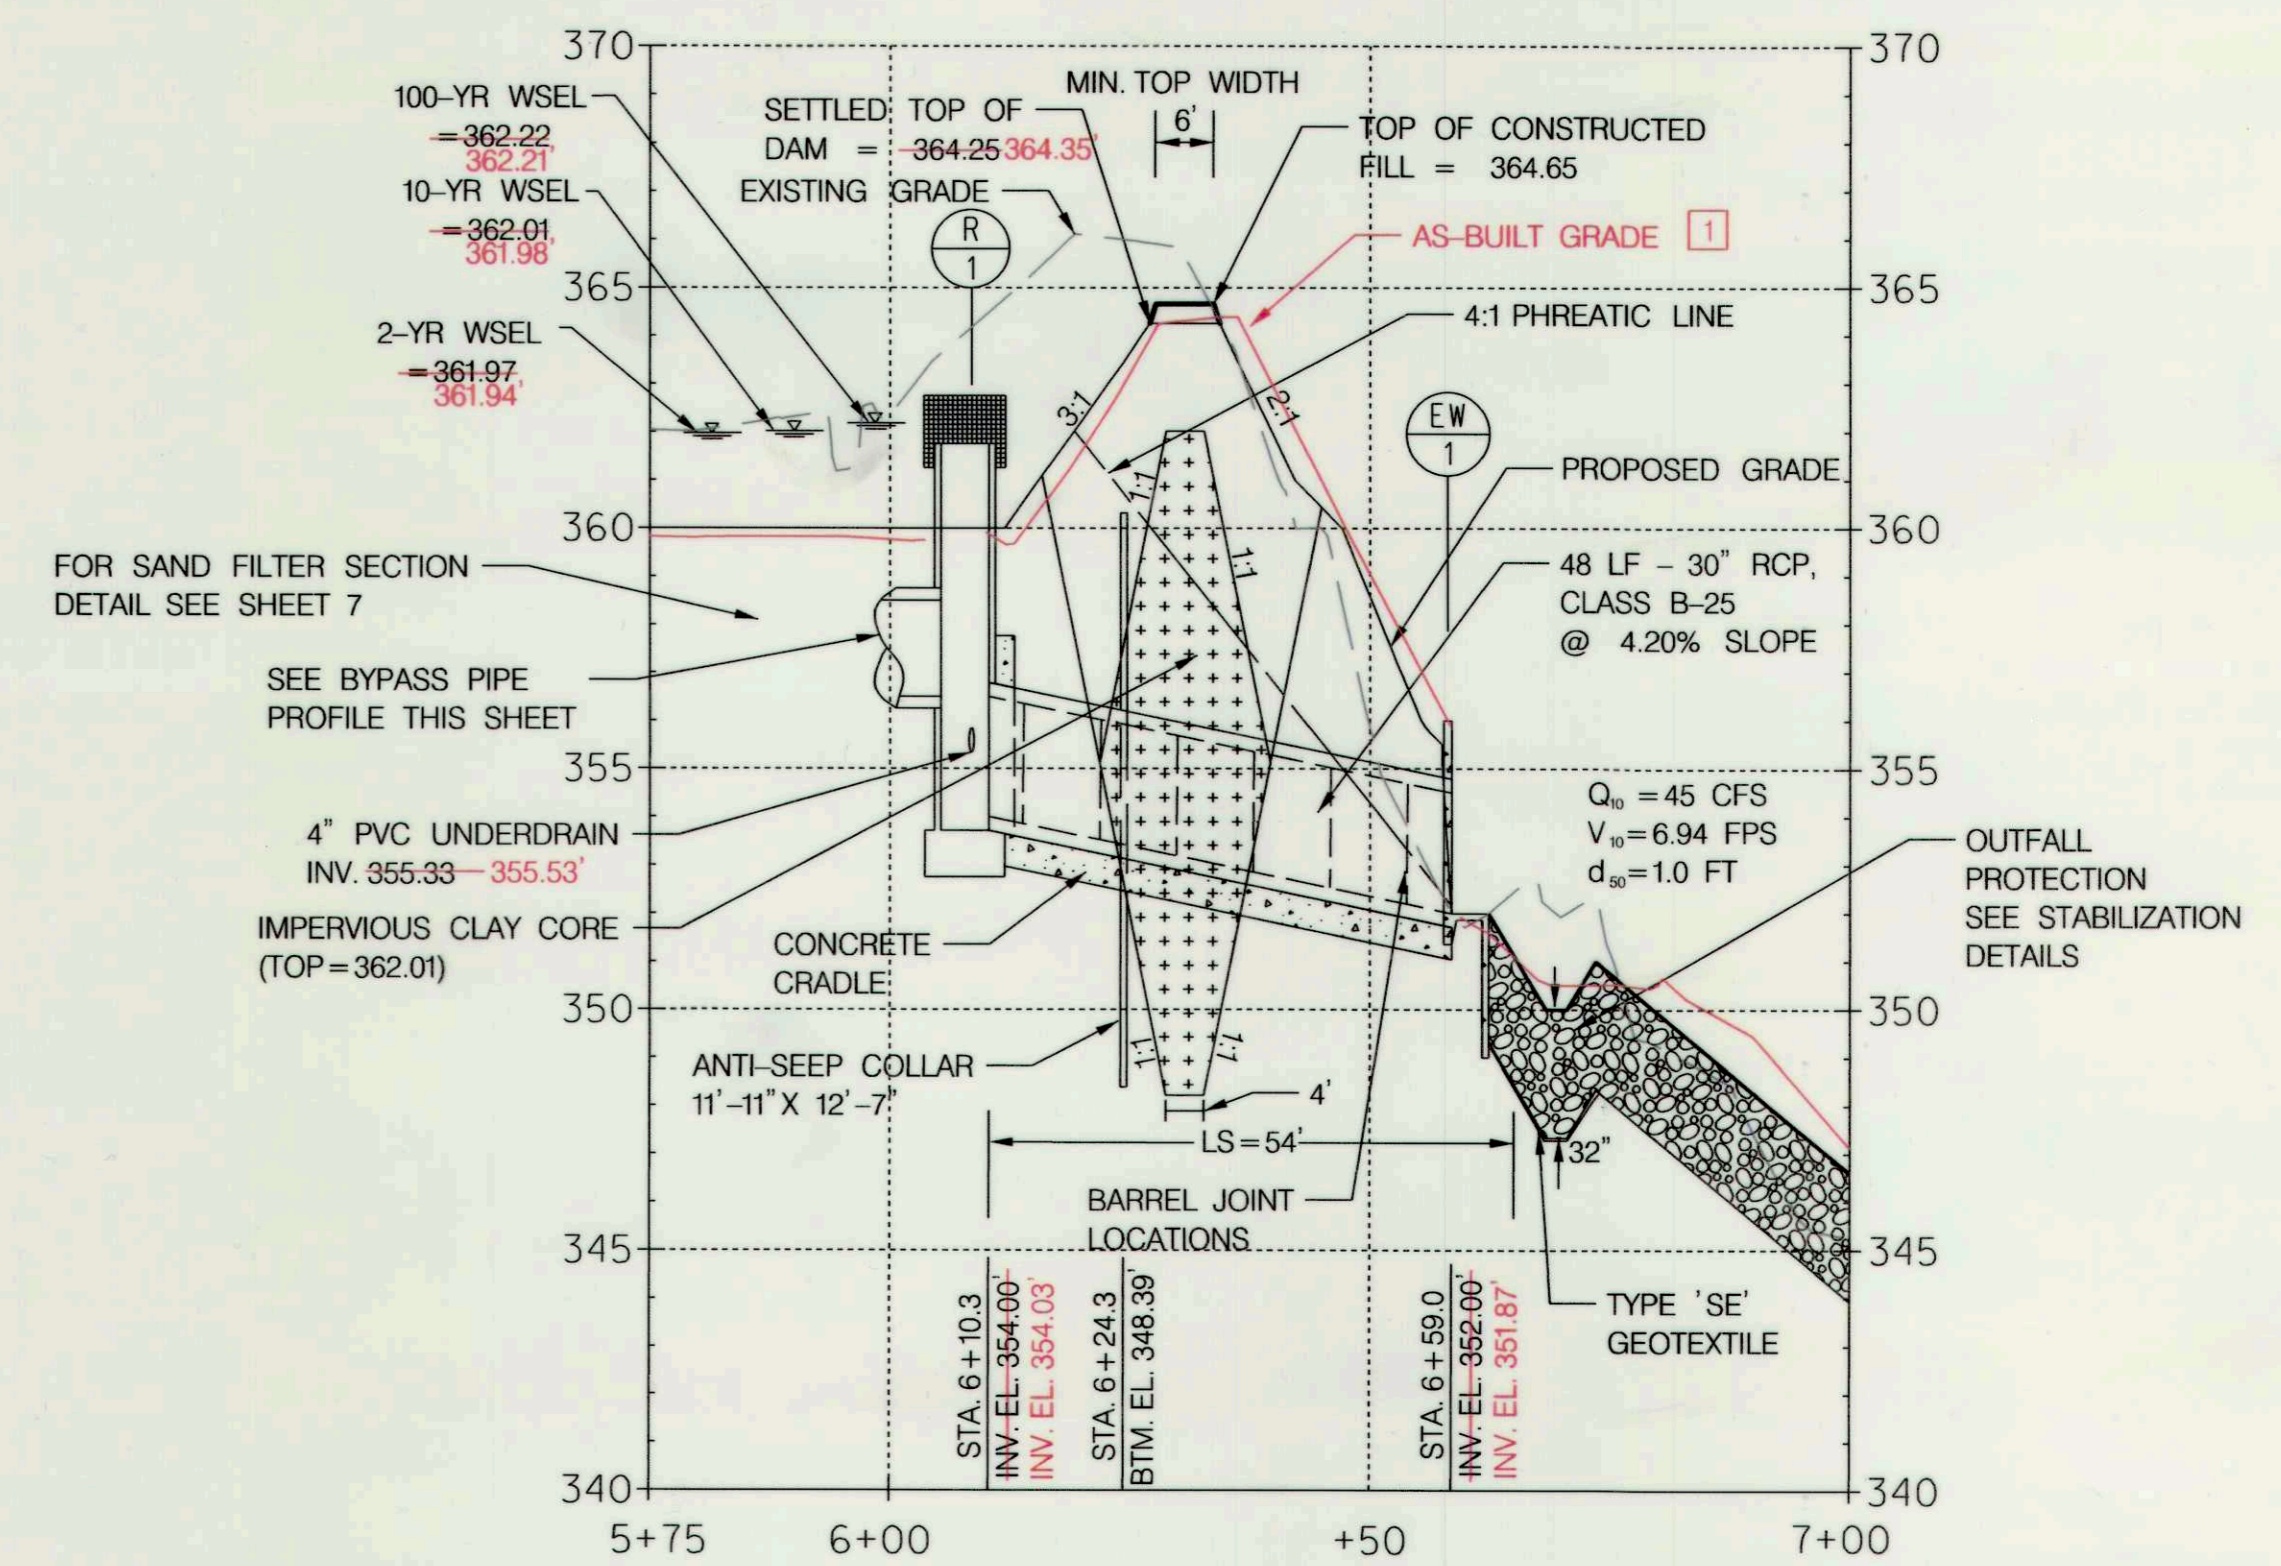 370
370
100-YR WSEL
=362.22
362.21'
10-YR WSEL
=362.01
361.98'
2-YR WSEL
=361.97
361.94'
SETTLED TOP OF
DAM = 364.25 364.35'
EXISTING GRADE
MIN. TOP WIDTH
6'
TOP OF CONSTRUCTED
FILL = 364.65
AS-BUILT GRADE 1
4:1 PHREATIC LINE
R
1
365
365
3:1
2:1
EW
1
PROPOSED GRADE
1:1
1:1
360
360
FOR SAND FILTER SECTION
DETAIL SEE SHEET 7
48 LF - 30" RCP,
CLASS B-25
@ 4.20% SLOPE
SEE BYPASS PIPE
PROFILE THIS SHEET
355
355
4" PVC UNDERDRAIN
INV. 355.33 355.53'
Q10 = 45 CFS
V10 = 6.94 FPS
d50 = 1.0 FT
OUTFALL
PROTECTION
SEE STABILIZATION
DETAILS
IMPERVIOUS CLAY CORE
(TOP = 362.01)
CONCRETE
CRADLE
350
350
1:1
1:1
ANTI-SEEP COLLAR
11'-11" X 12'-7"
4'
LS = 54'
32"
BARREL JOINT
LOCATIONS
345
345
TYPE 'SE'
GEOTEXTILE
STA. 6+10.3
INV. EL. 354.00'
INV. EL. 354.03'
STA. 6+24.3
BTM. EL. 348.39'
STA. 6+59.0
INV. EL. 352.00'
INV. EL. 351.87'
340
340
5+75
6+00
+50
7+00